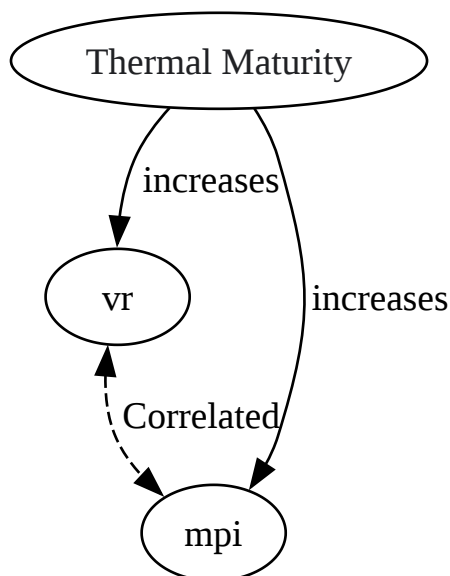 Thermal Maturity
increases
vr
increases
Correlated
mpi